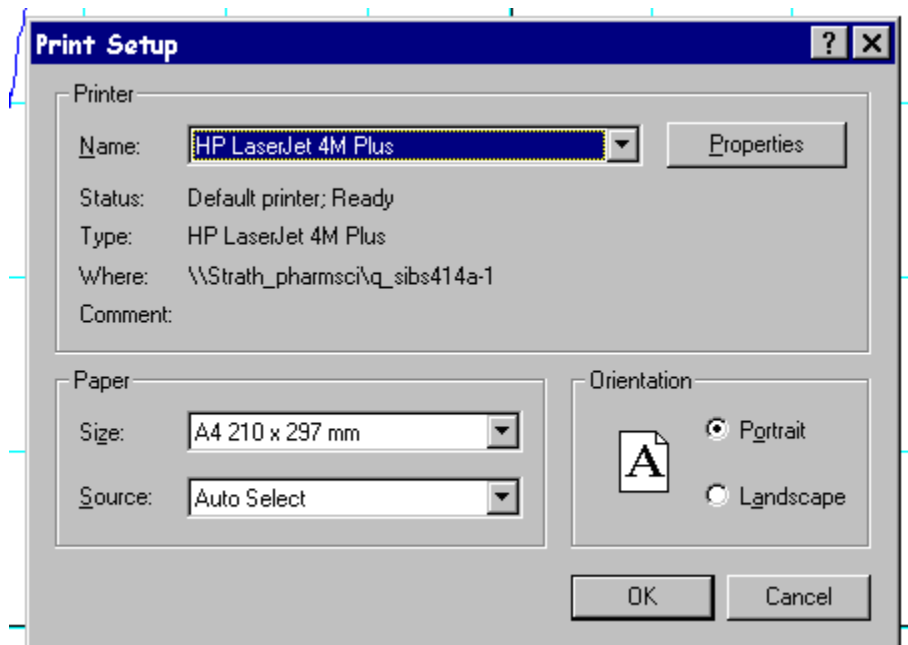 Print Setup
Printer
Name: HP LaserJet 4M Plus Properties
Status: Default printer; Ready
Type: HP LaserJet 4M Plus
Where: \\Strath_pharmsci\q_sibs414a-1
Comment:
Paper
Size: A4 210 x 297 mm
Source: Auto Select
Orientation
A
Portrait
Landscape
OK Cancel